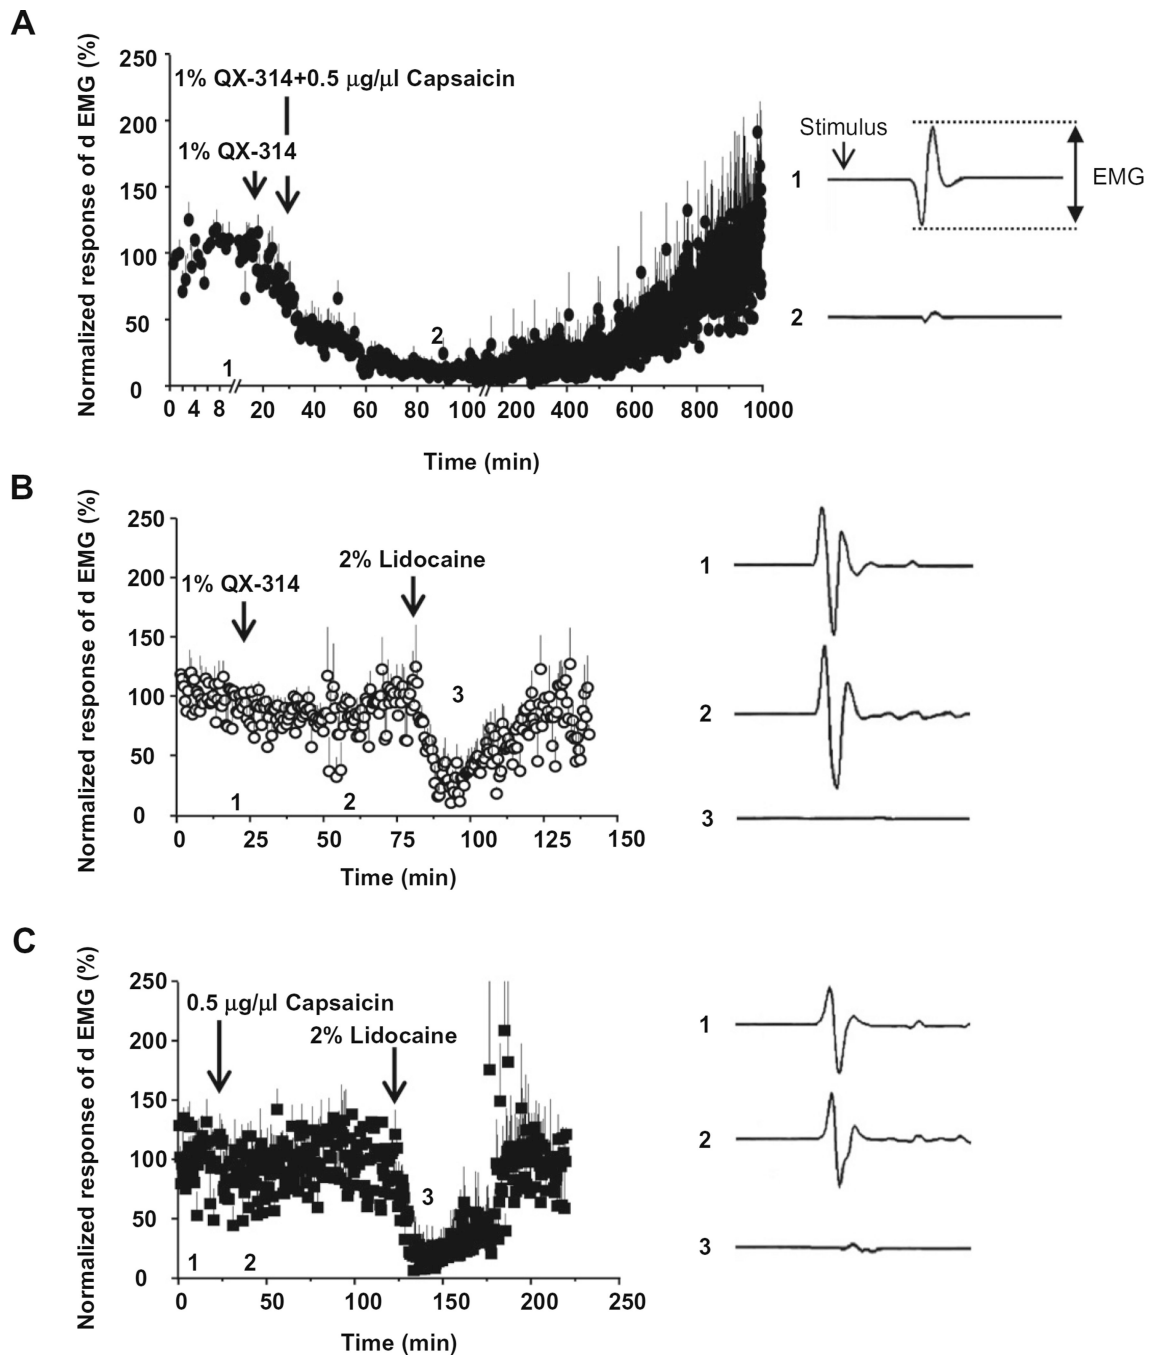 A
Normalized response of d EMG (%)
250
200
150
100
50
0
1% QX-314+0.5 µg/µl Capsaicin
1% QX-314
1
2
0 4 8 20 40 60 80 100 200 400 600 800 1000
Time (min)
Stimulus
1
EMG
2
B
Normalized response of d EMG (%)
250
200
150
100
50
0
1% QX-314
2% Lidocaine
1
2
3
0 25 50 75 100 125 150
Time (min)
1
2
3
C
Normalized response of d EMG (%)
250
200
150
100
50
0
0.5 µg/µl Capsaicin
2% Lidocaine
1
2
3
0 50 100 150 200 250
Time (min)
1
2
3